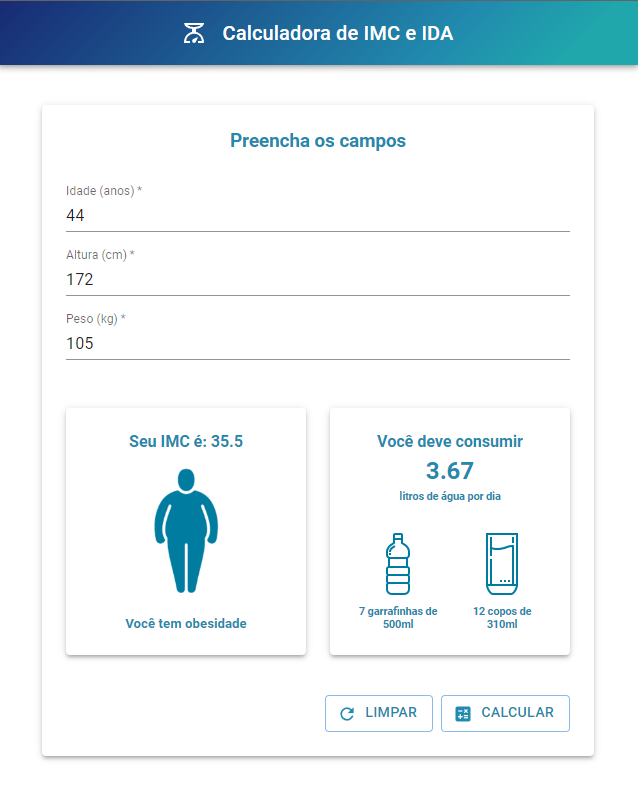 Calculadora de IMC e IDA
Preencha os campos
Idade (anos) *
44
Altura (cm) *
172
Peso (kg) *
105
Seu IMC é: 35.5
Você tem obesidade
Você deve consumir
3.67
litros de água por dia
7 garrafinhas de
500ml
12 copos de
310ml
LIMPAR
CALCULAR